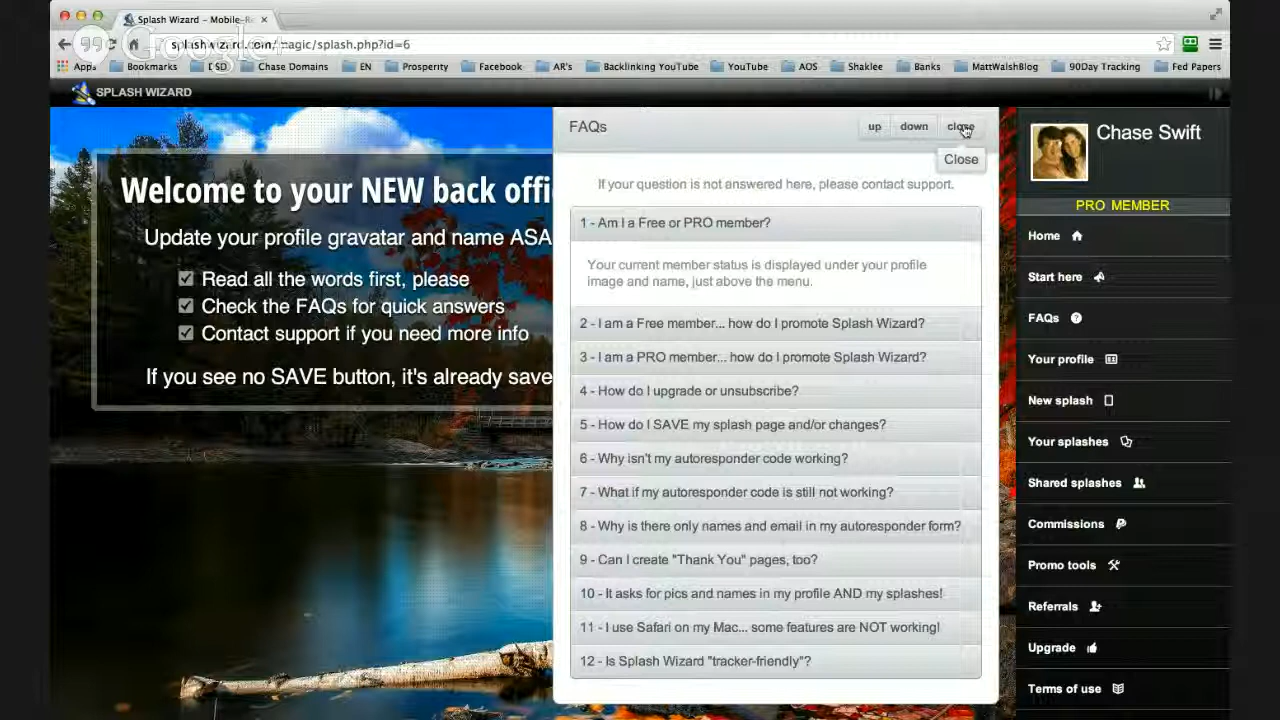 Splash Wizard – Mobile-R
Google+
splashwizard.com/magic/splash.php?id=6
Apps
Bookmarks
SD
Chase Domains
EN
Prosperity
Facebook
AR's
Backlinking YouTube
YouTube
AOS
Shaklee
Banks
MattWalshBlog
90Day Tracking
Fed Papers
SPLASH WIZARD
Welcome to your NEW back offi
Update your profile gravatar and name ASA
Read all the words first, please
Check the FAQs for quick answers
Contact support if you need more info
If you see no SAVE button, it's already save
FAQs
up
down
close
Close
If your question is not answered here, please contact support.
1 - Am I a Free or PRO member?
Your current member status is displayed under your profile
image and name, just above the menu.
2 - I am a Free member... how do I promote Splash Wizard?
3 - I am a PRO member... how do I promote Splash Wizard?
4 - How do I upgrade or unsubscribe?
5 - How do I SAVE my splash page and/or changes?
6 - Why isn't my autoresponder code working?
7 - What if my autoresponder code is still not working?
8 - Why is there only names and email in my autoresponder form?
9 - Can I create "Thank You" pages, too?
10 - It asks for pics and names in my profile AND my splashes!
11 - I use Safari on my Mac... some features are NOT working!
12 - Is Splash Wizard "tracker-friendly"?
Chase Swift
PRO MEMBER
Home
Start here
FAQs
Your profile
New splash
Your splashes
Shared splashes
Commissions
Promo tools
Referrals
Upgrade
Terms of use